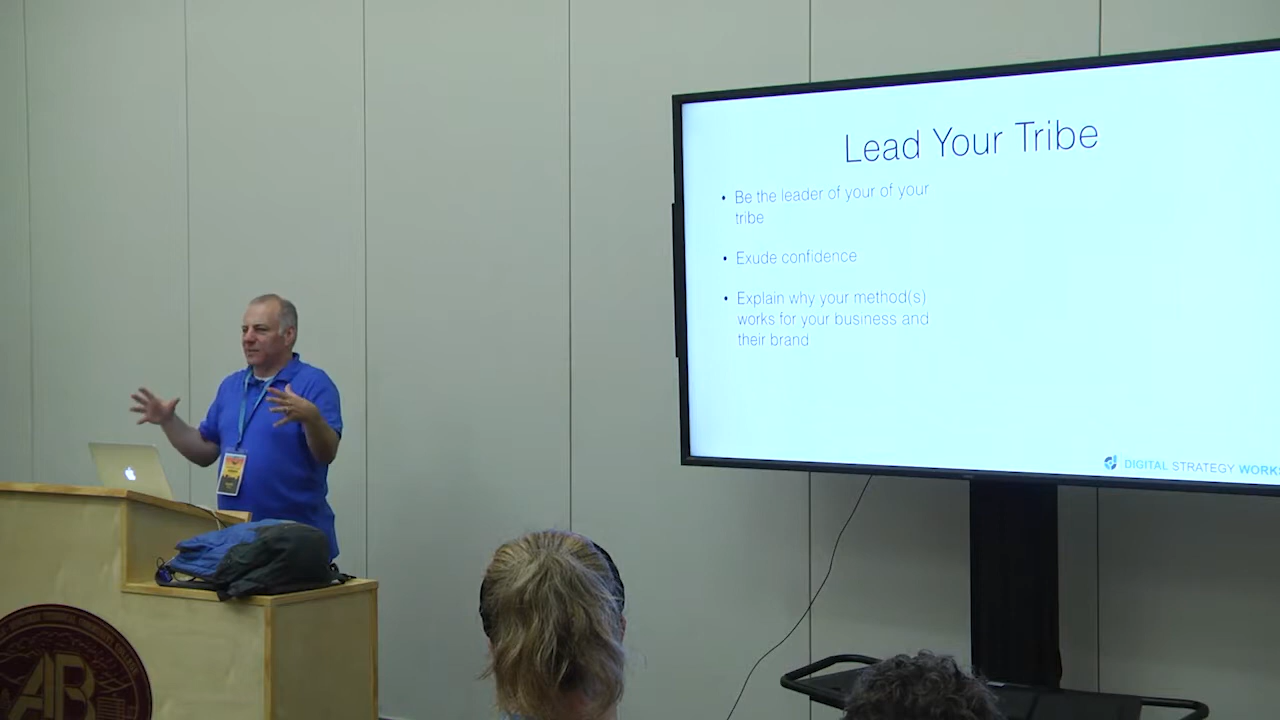 Lead Your Tribe
• Be the leader of your of your
tribe
• Exude confidence
• Explain why your method(s)
works for your business and
their brand
DIGITAL STRATEGY WORKS
AB